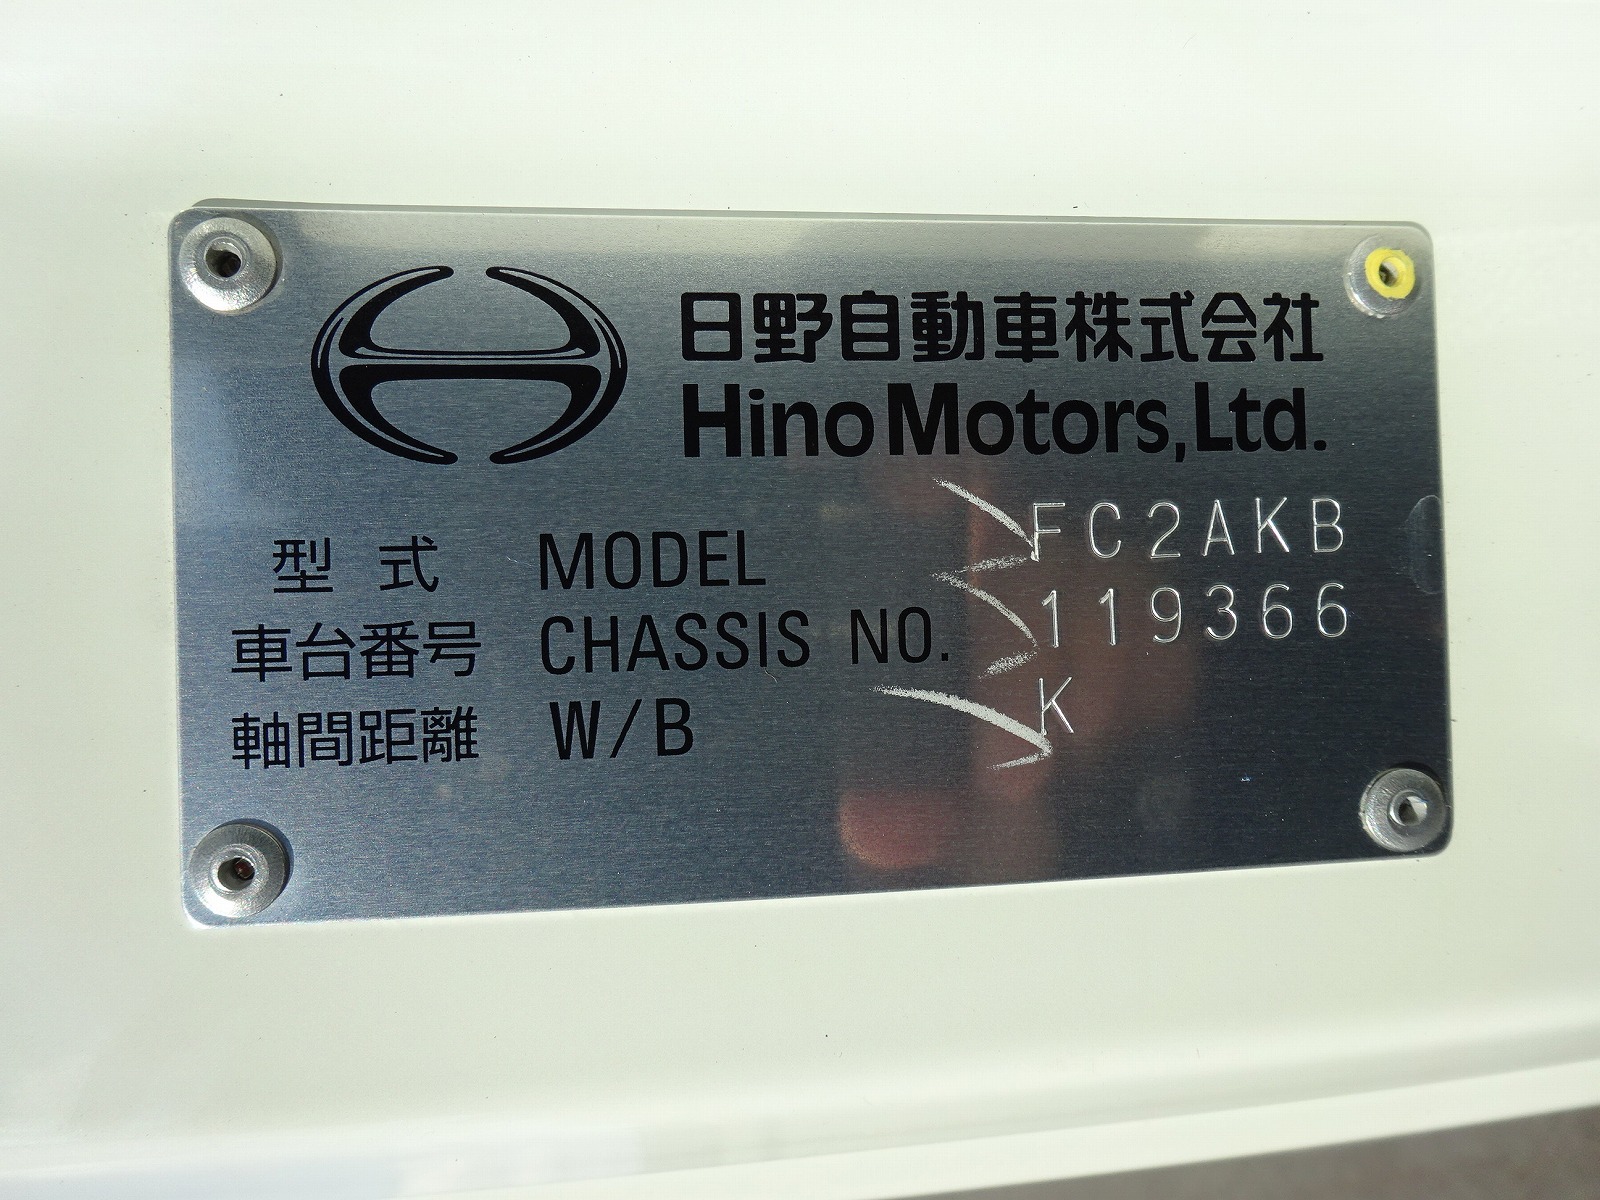 日野自動車株式会社
Hino Motors, Ltd.
型式 MODEL FC2AKB
車台番号 CHASSIS NO. 119366
軸間距離 W/B K